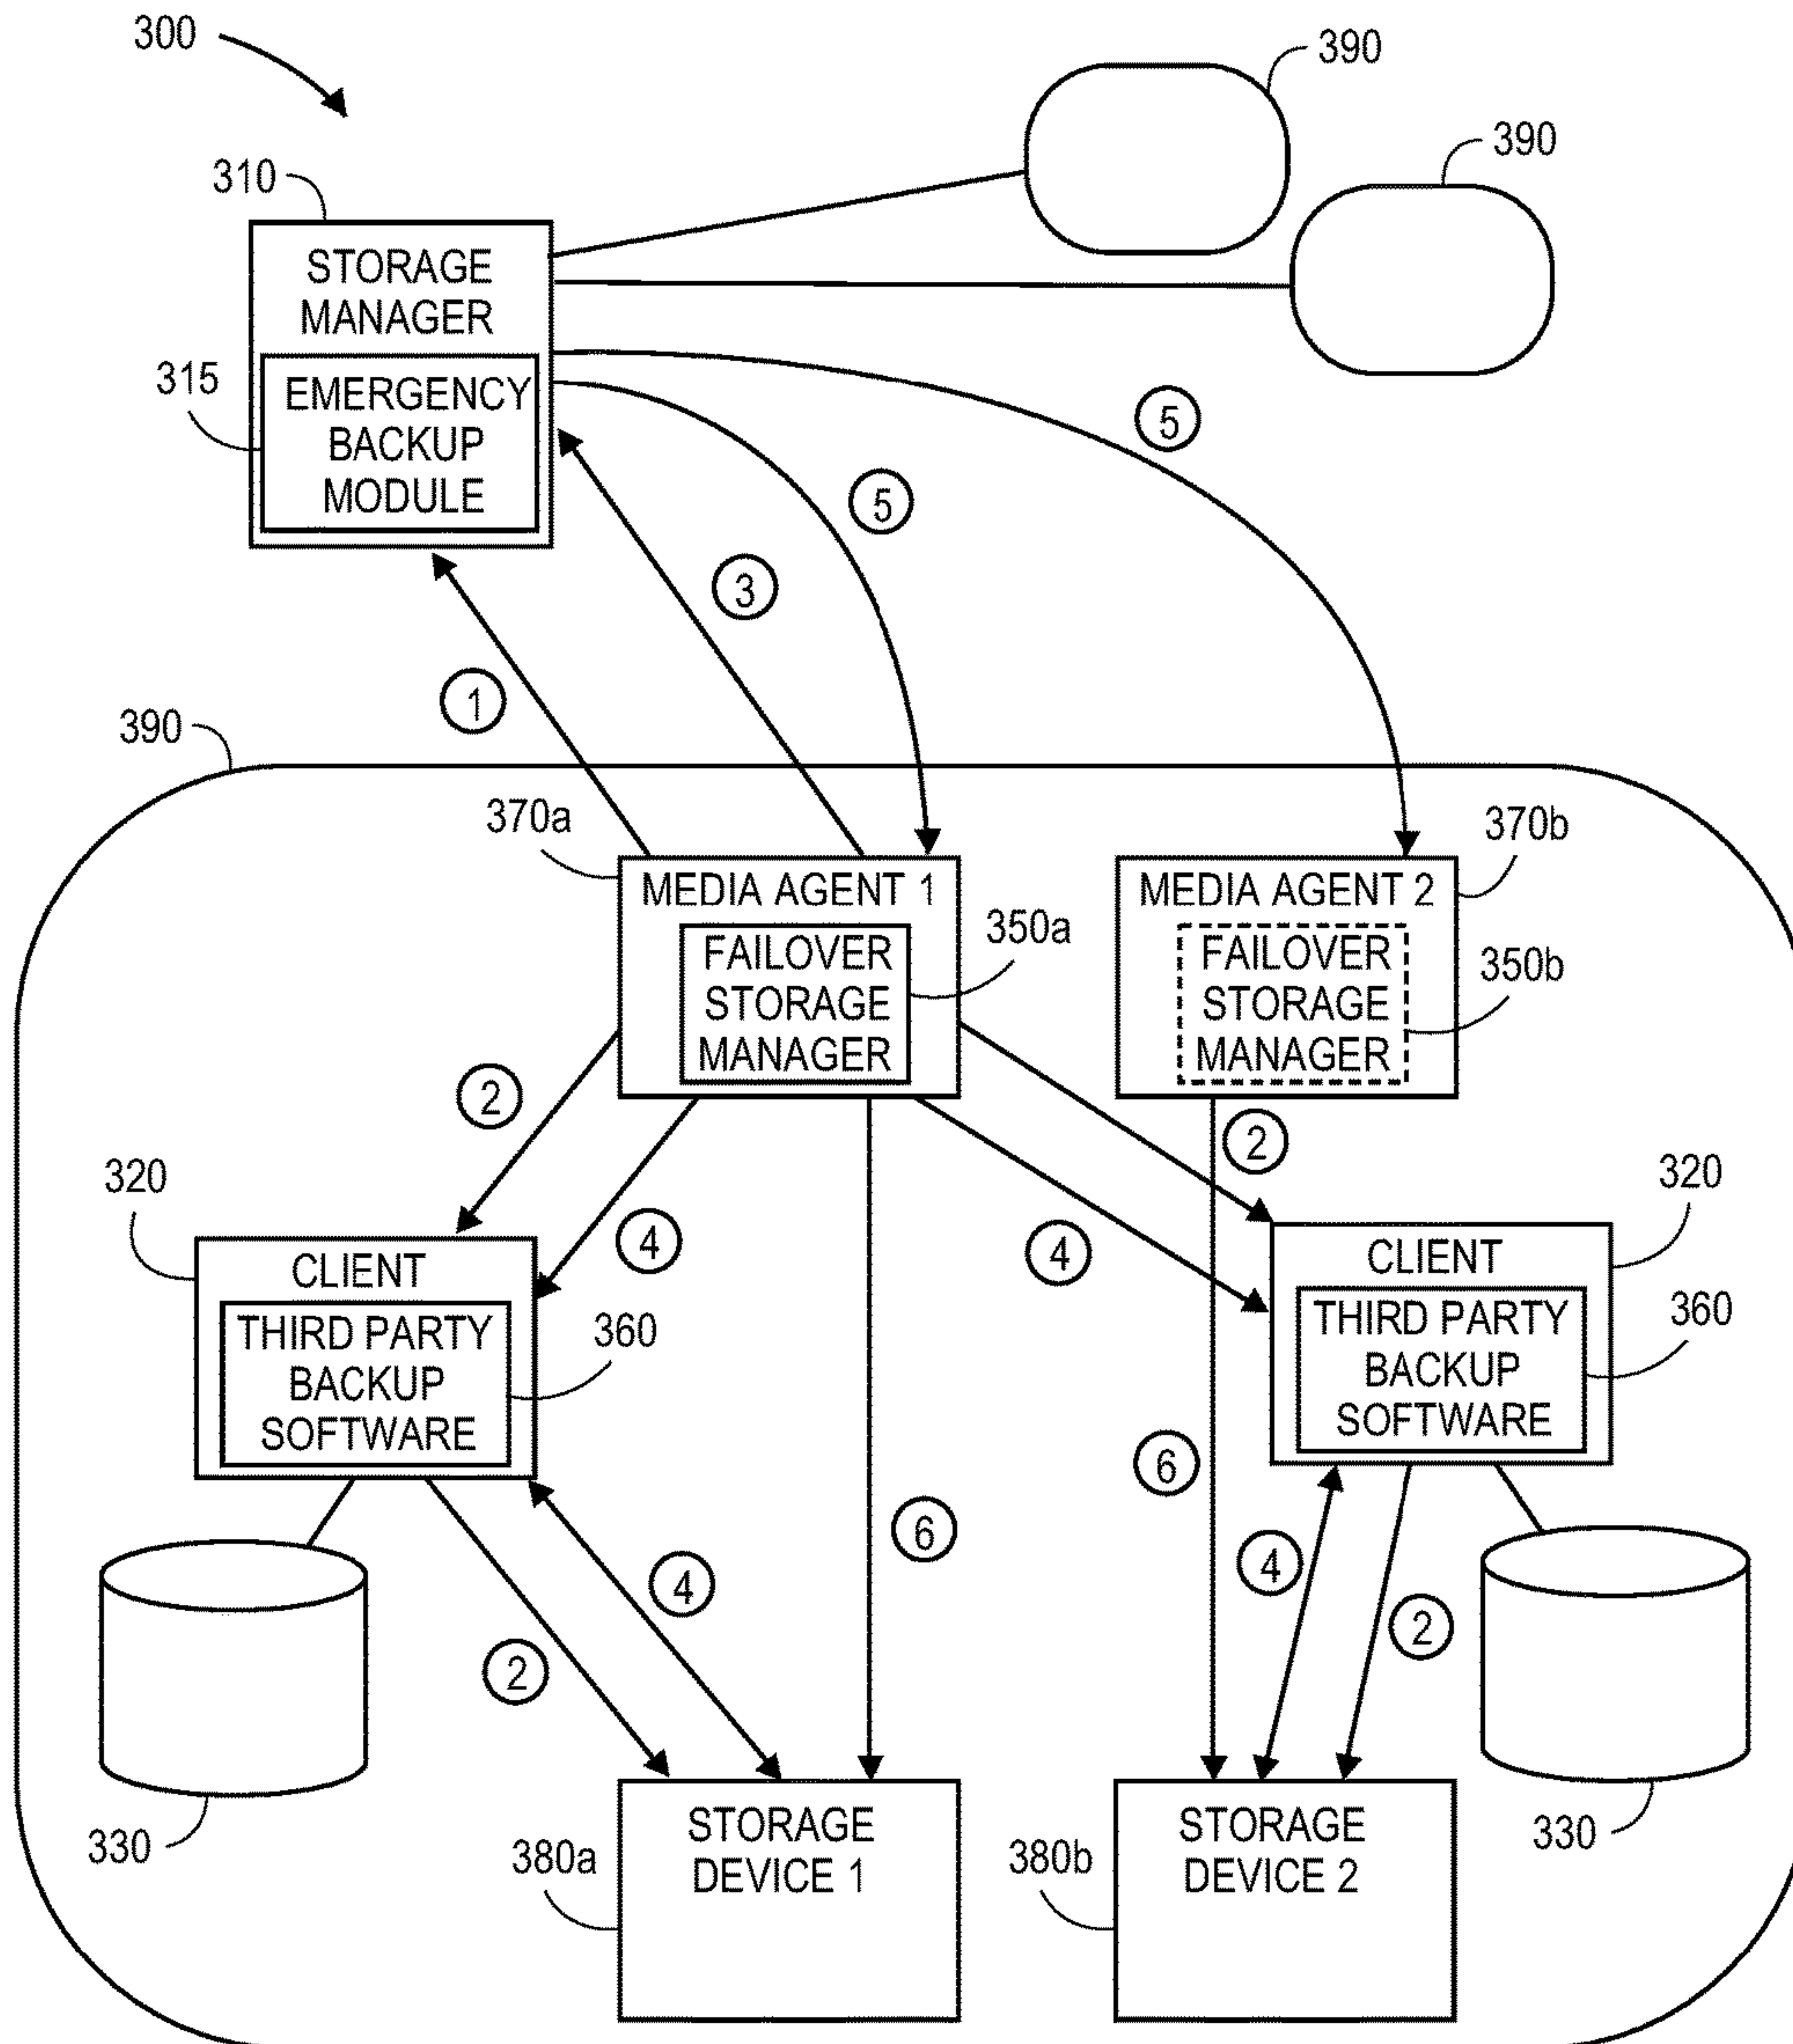 300
390
390
310
STORAGE
MANAGER
315
EMERGENCY
BACKUP
MODULE
5
5
3
1
390
370a
MEDIA AGENT 1
FAILOVER
STORAGE
MANAGER
350a
370b
MEDIA AGENT 2
FAILOVER
STORAGE
MANAGER
350b
2
2
4
4
320
CLIENT
THIRD PARTY
BACKUP
SOFTWARE
360
320
CLIENT
THIRD PARTY
BACKUP
SOFTWARE
360
6
6
4
4
2
2
330
330
380a
STORAGE
DEVICE 1
380b
STORAGE
DEVICE 2